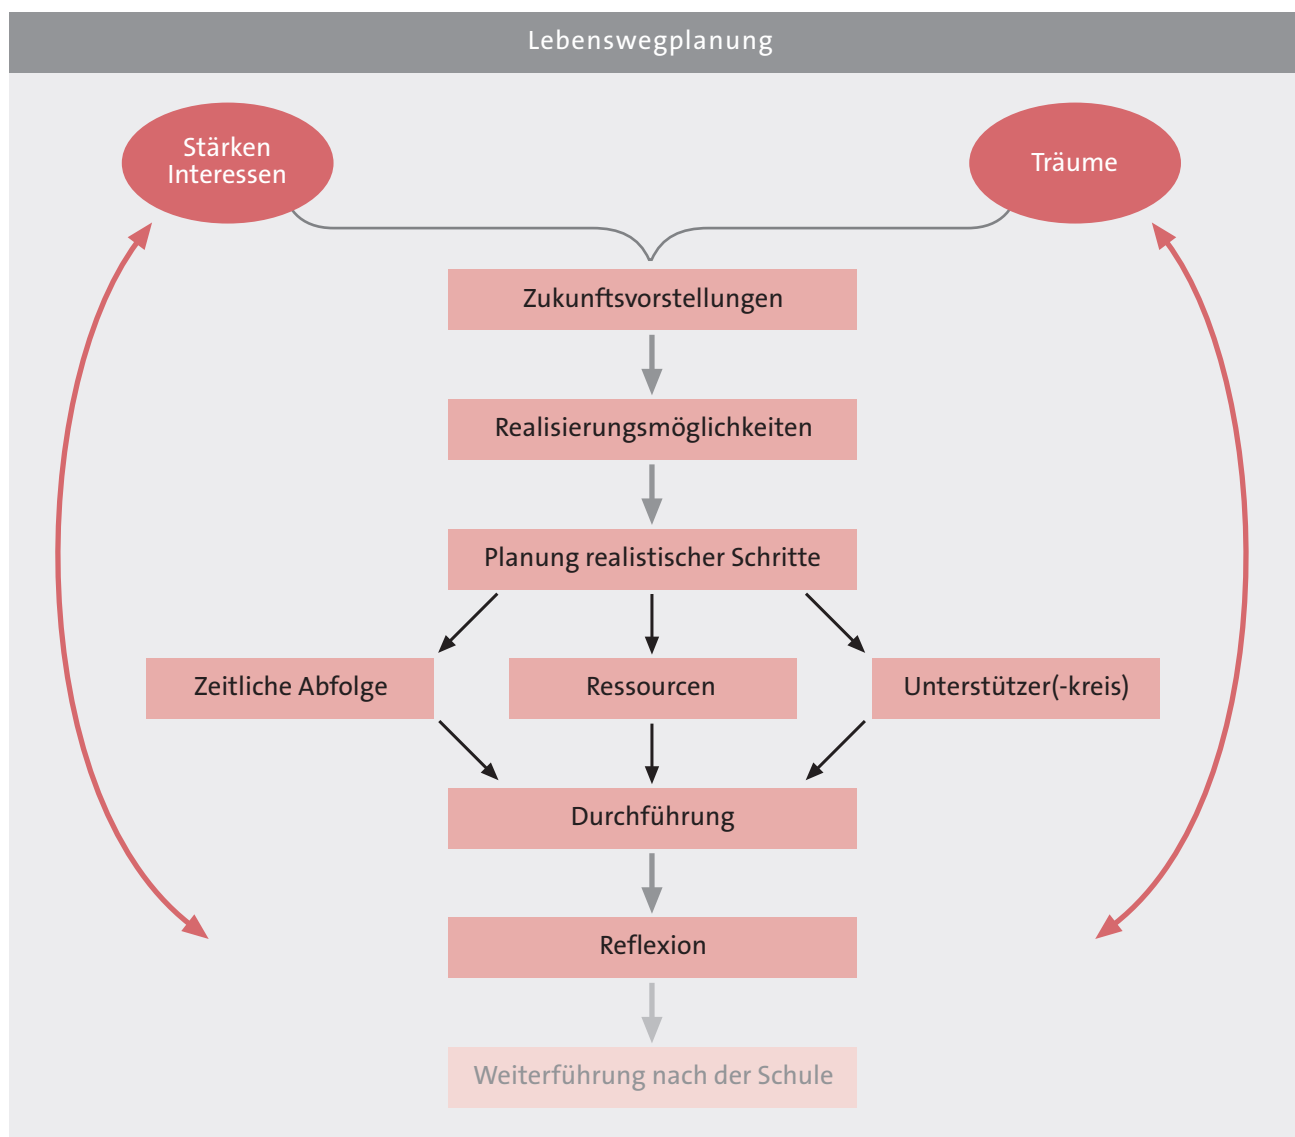 Lebenswegplanung
Stärken
Interessen
Träume
Zukunftsvorstellungen
Realisierungsmöglichkeiten
Planung realistischer Schritte
Zeitliche Abfolge
Ressourcen
Unterstützer(-kreis)
Durchführung
Reflexion
Weiterführung nach der Schule